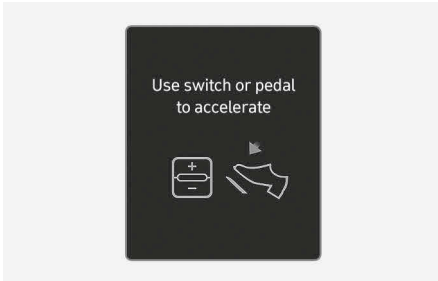 Use switch or pedal
to accelerate
+
−